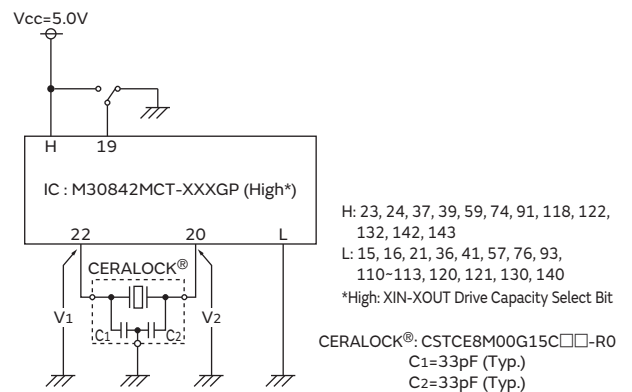 Vcc=5.0V
H 19
IC : M30842MCT-XXXGP (High*)
22 20 L
CERALOCK®
V1 C1 C2 V2
H: 23, 24, 37, 39, 59, 74, 91, 118, 122,
132, 142, 143
L: 15, 16, 21, 36, 41, 57, 76, 93,
110~113, 120, 121, 130, 140
*High: XIN-XOUT Drive Capacity Select Bit
CERALOCK®: CSTCE8M00G15C□□-R0
C1=33pF (Typ.)
C2=33pF (Typ.)